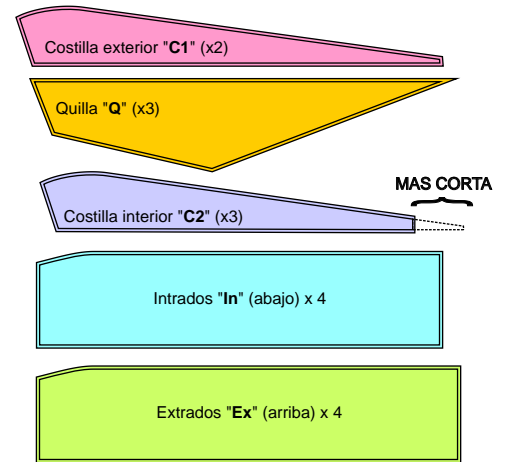 Costilla exterior "C1" (x2)
Quilla "Q" (x3)
MAS CORTA
Costilla interior "C2" (x3)
Intrados "In" (abajo) x 4
Extrados "Ex" (arriba) x 4